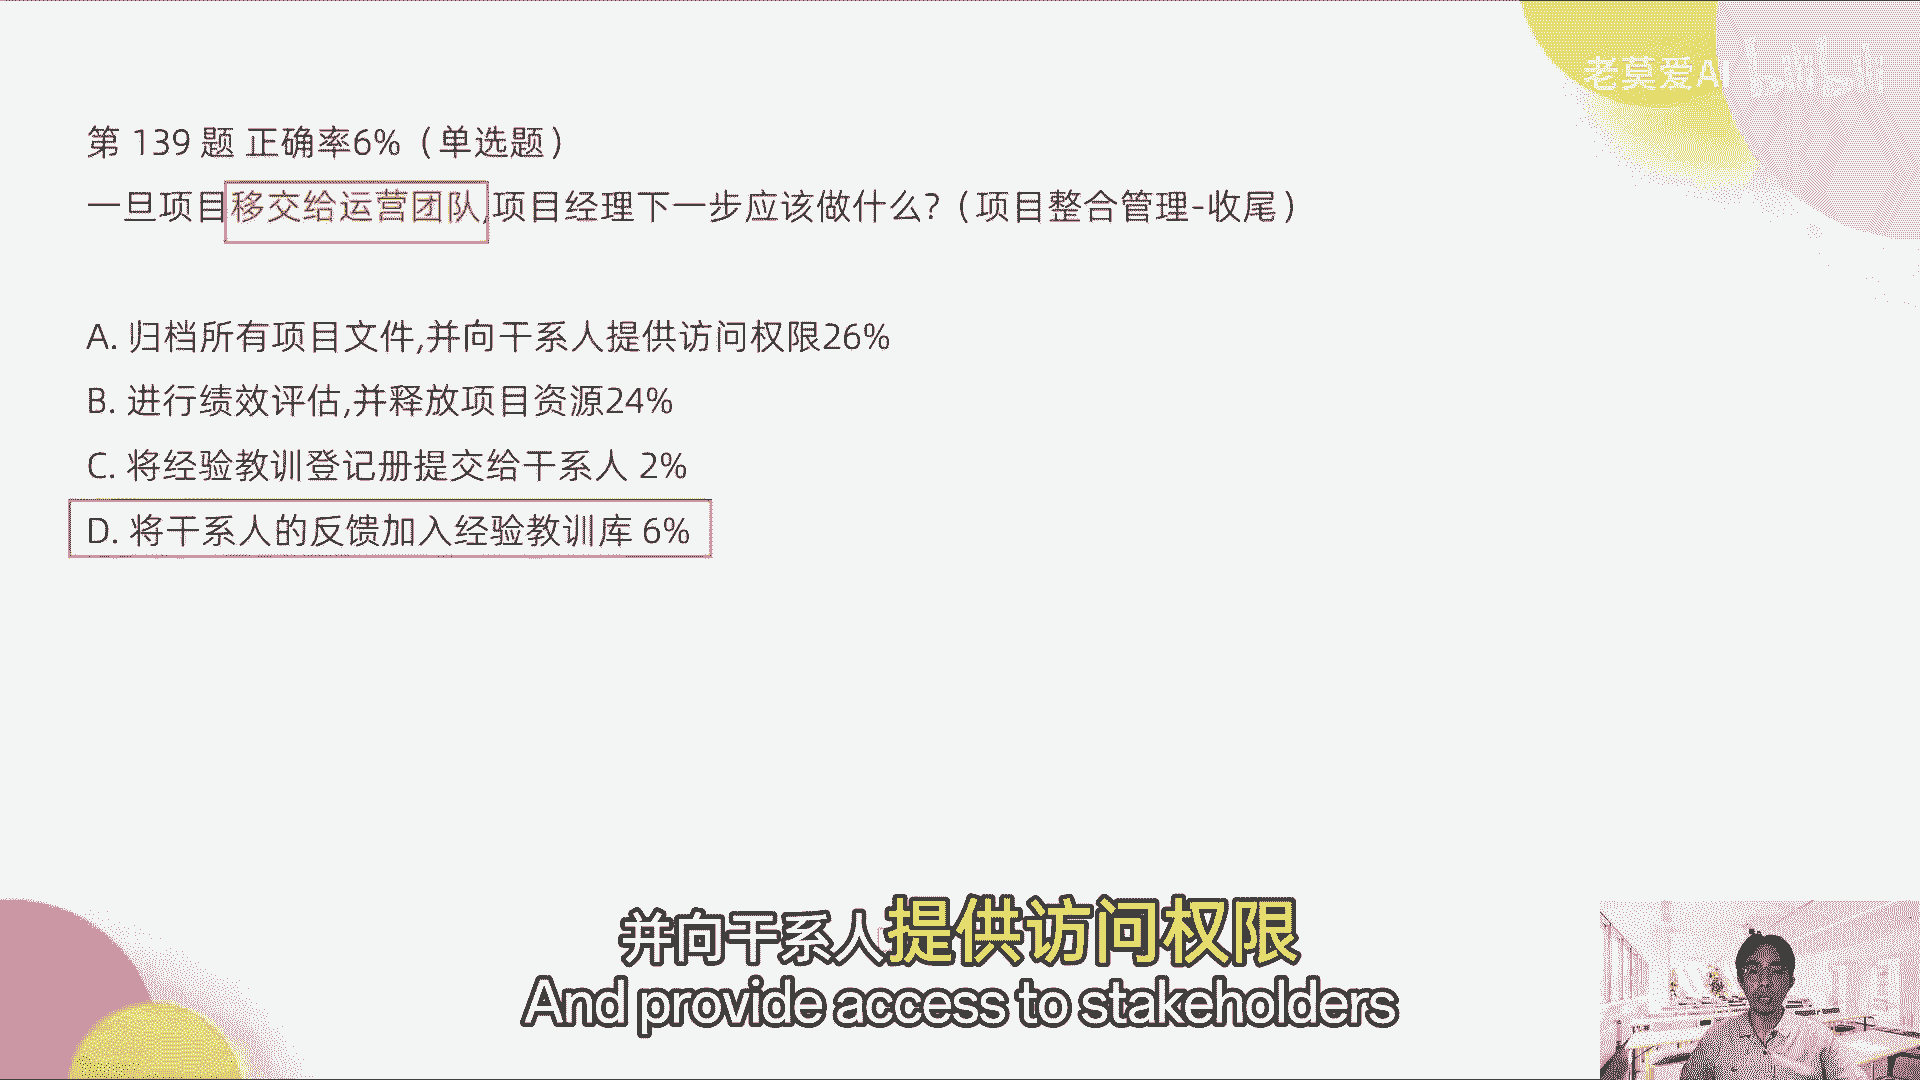 老莫爱AI
第 139 题 正确率6%（单选题）
一旦项目移交给运营团队,项目经理下一步应该做什么?（项目整合管理-收尾）
A. 归档所有项目文件,并向干系人提供访问权限26%
B. 进行绩效评估,并释放项目资源24%
C. 将经验教训登记册提交给干系人 2%
D. 将干系人的反馈加入经验教训库 6%
并向干系人提供访问权限
And provide access to stakeholders